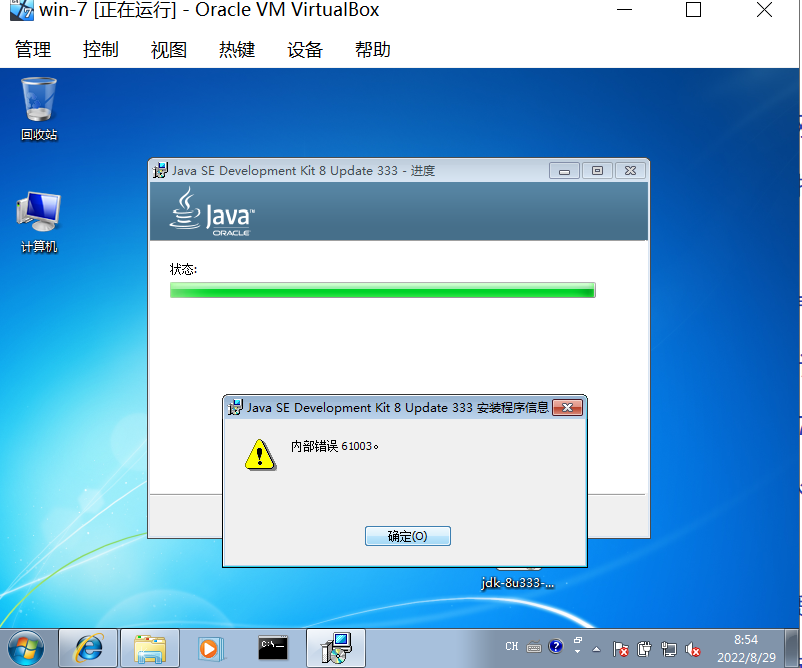 win-7 [正在运行] - Oracle VM VirtualBox
管理 控制 视图 热键 设备 帮助
回收站
计算机
Java SE Development Kit 8 Update 333 - 进度
Java™
ORACLE
状态:
Java SE Development Kit 8 Update 333 安装程序信息
内部错误 61003。
确定(O)
jdk-8u333-...
C:\_
CH
8:54
2022/8/29